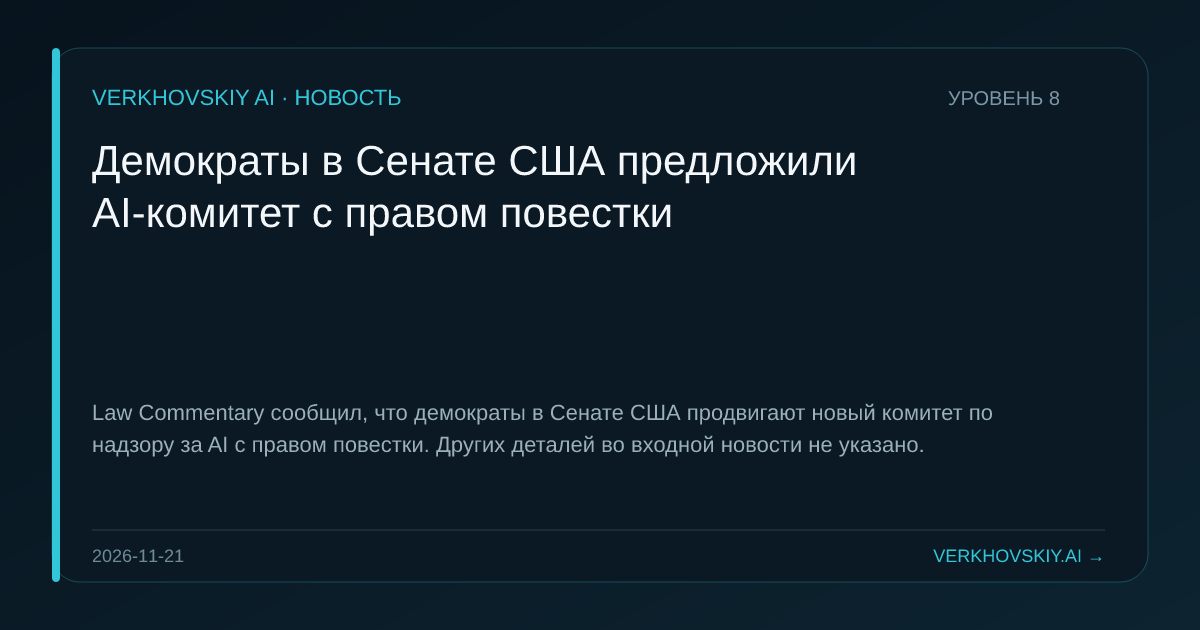 VERKHOVSKIY AI · НОВОСТЬ
УРОВЕНЬ 8
Демократы в Сенате США предложили
AI-комитет с правом повестки
Law Commentary сообщил, что демократы в Сенате США продвигают новый комитет по
надзору за AI с правом повестки. Других деталей во входной новости не указано.
2026-11-21
VERKHOVSKIY.AI →